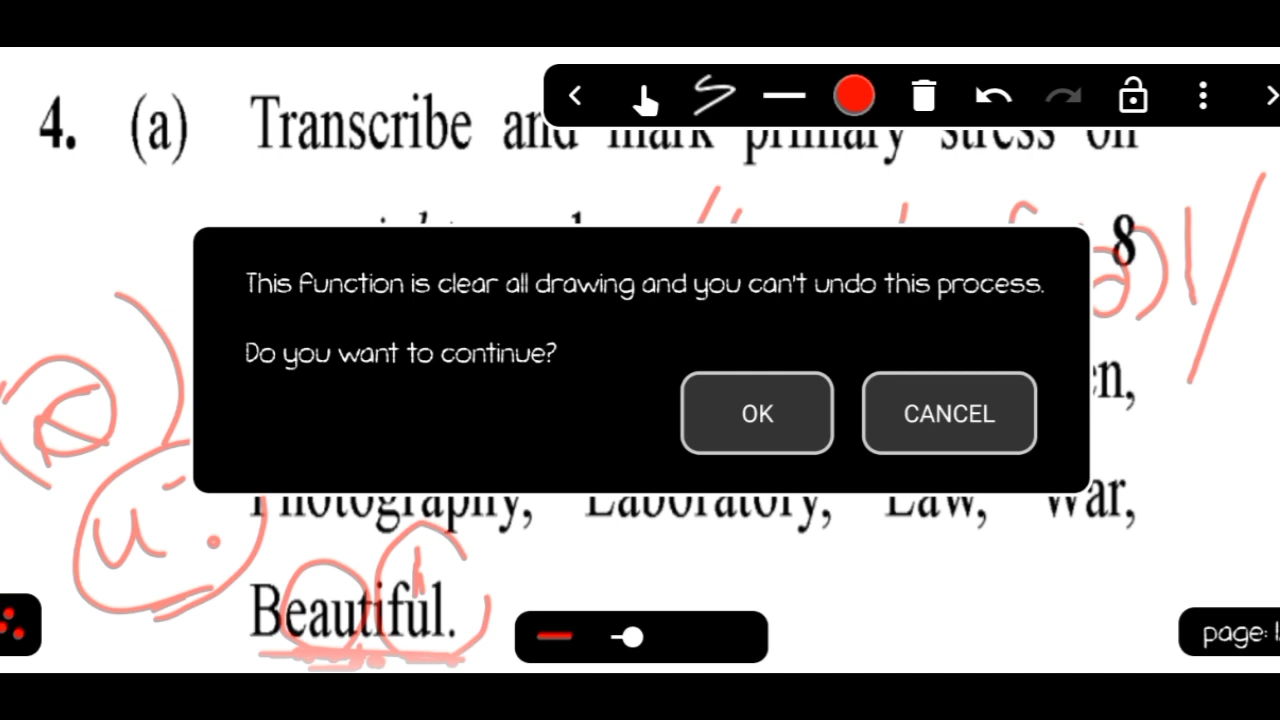 4. (a) Transcribe and mark primary stress on
8
This function is clear all drawing and you can't undo this process.
Do you want to continue?
OK CANCEL
en,
Photography, Laboratory, Law, War,
Beautiful.
page: